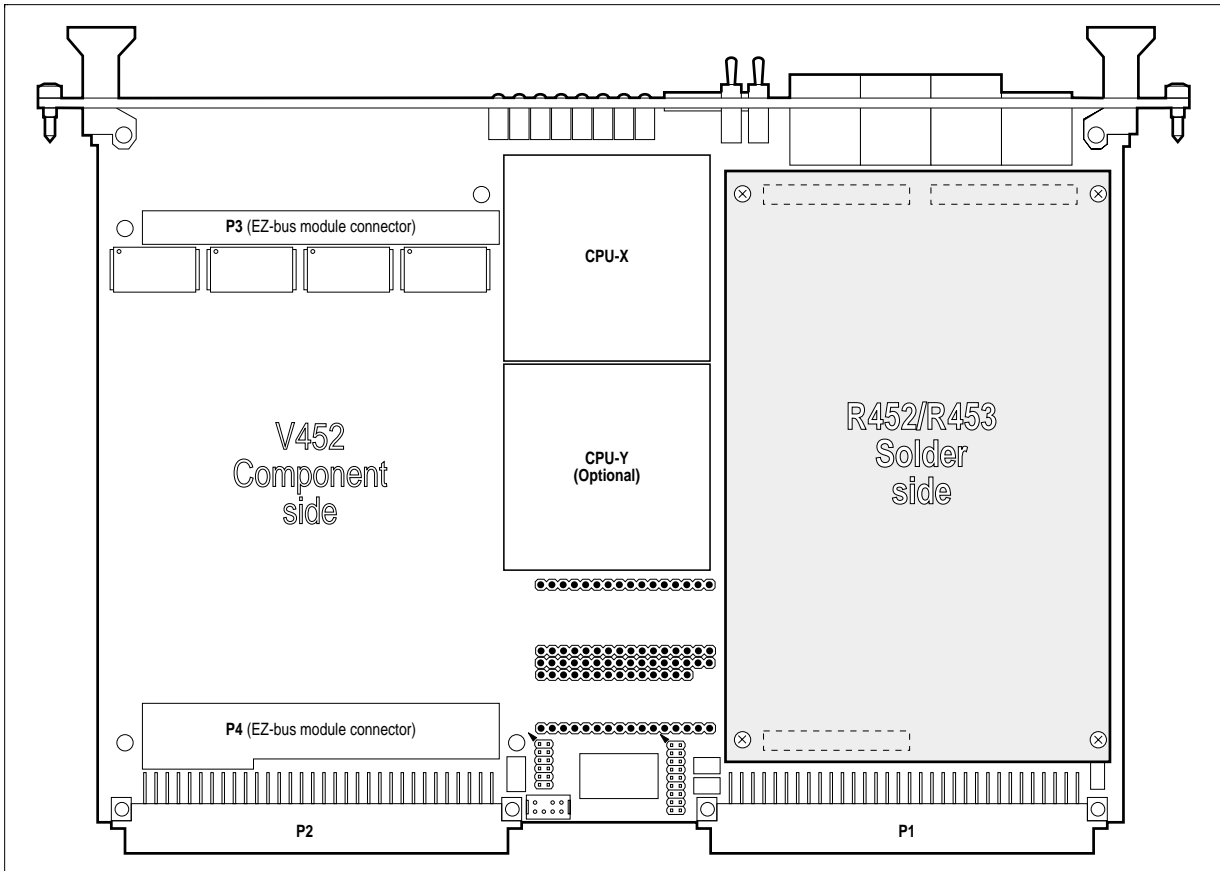 P3 (EZ-bus module connector)
CPU-X
V452
Component
side
CPU-Y
(Optional)
R452/R453
Solder
side
P4 (EZ-bus module connector)
P2
P1